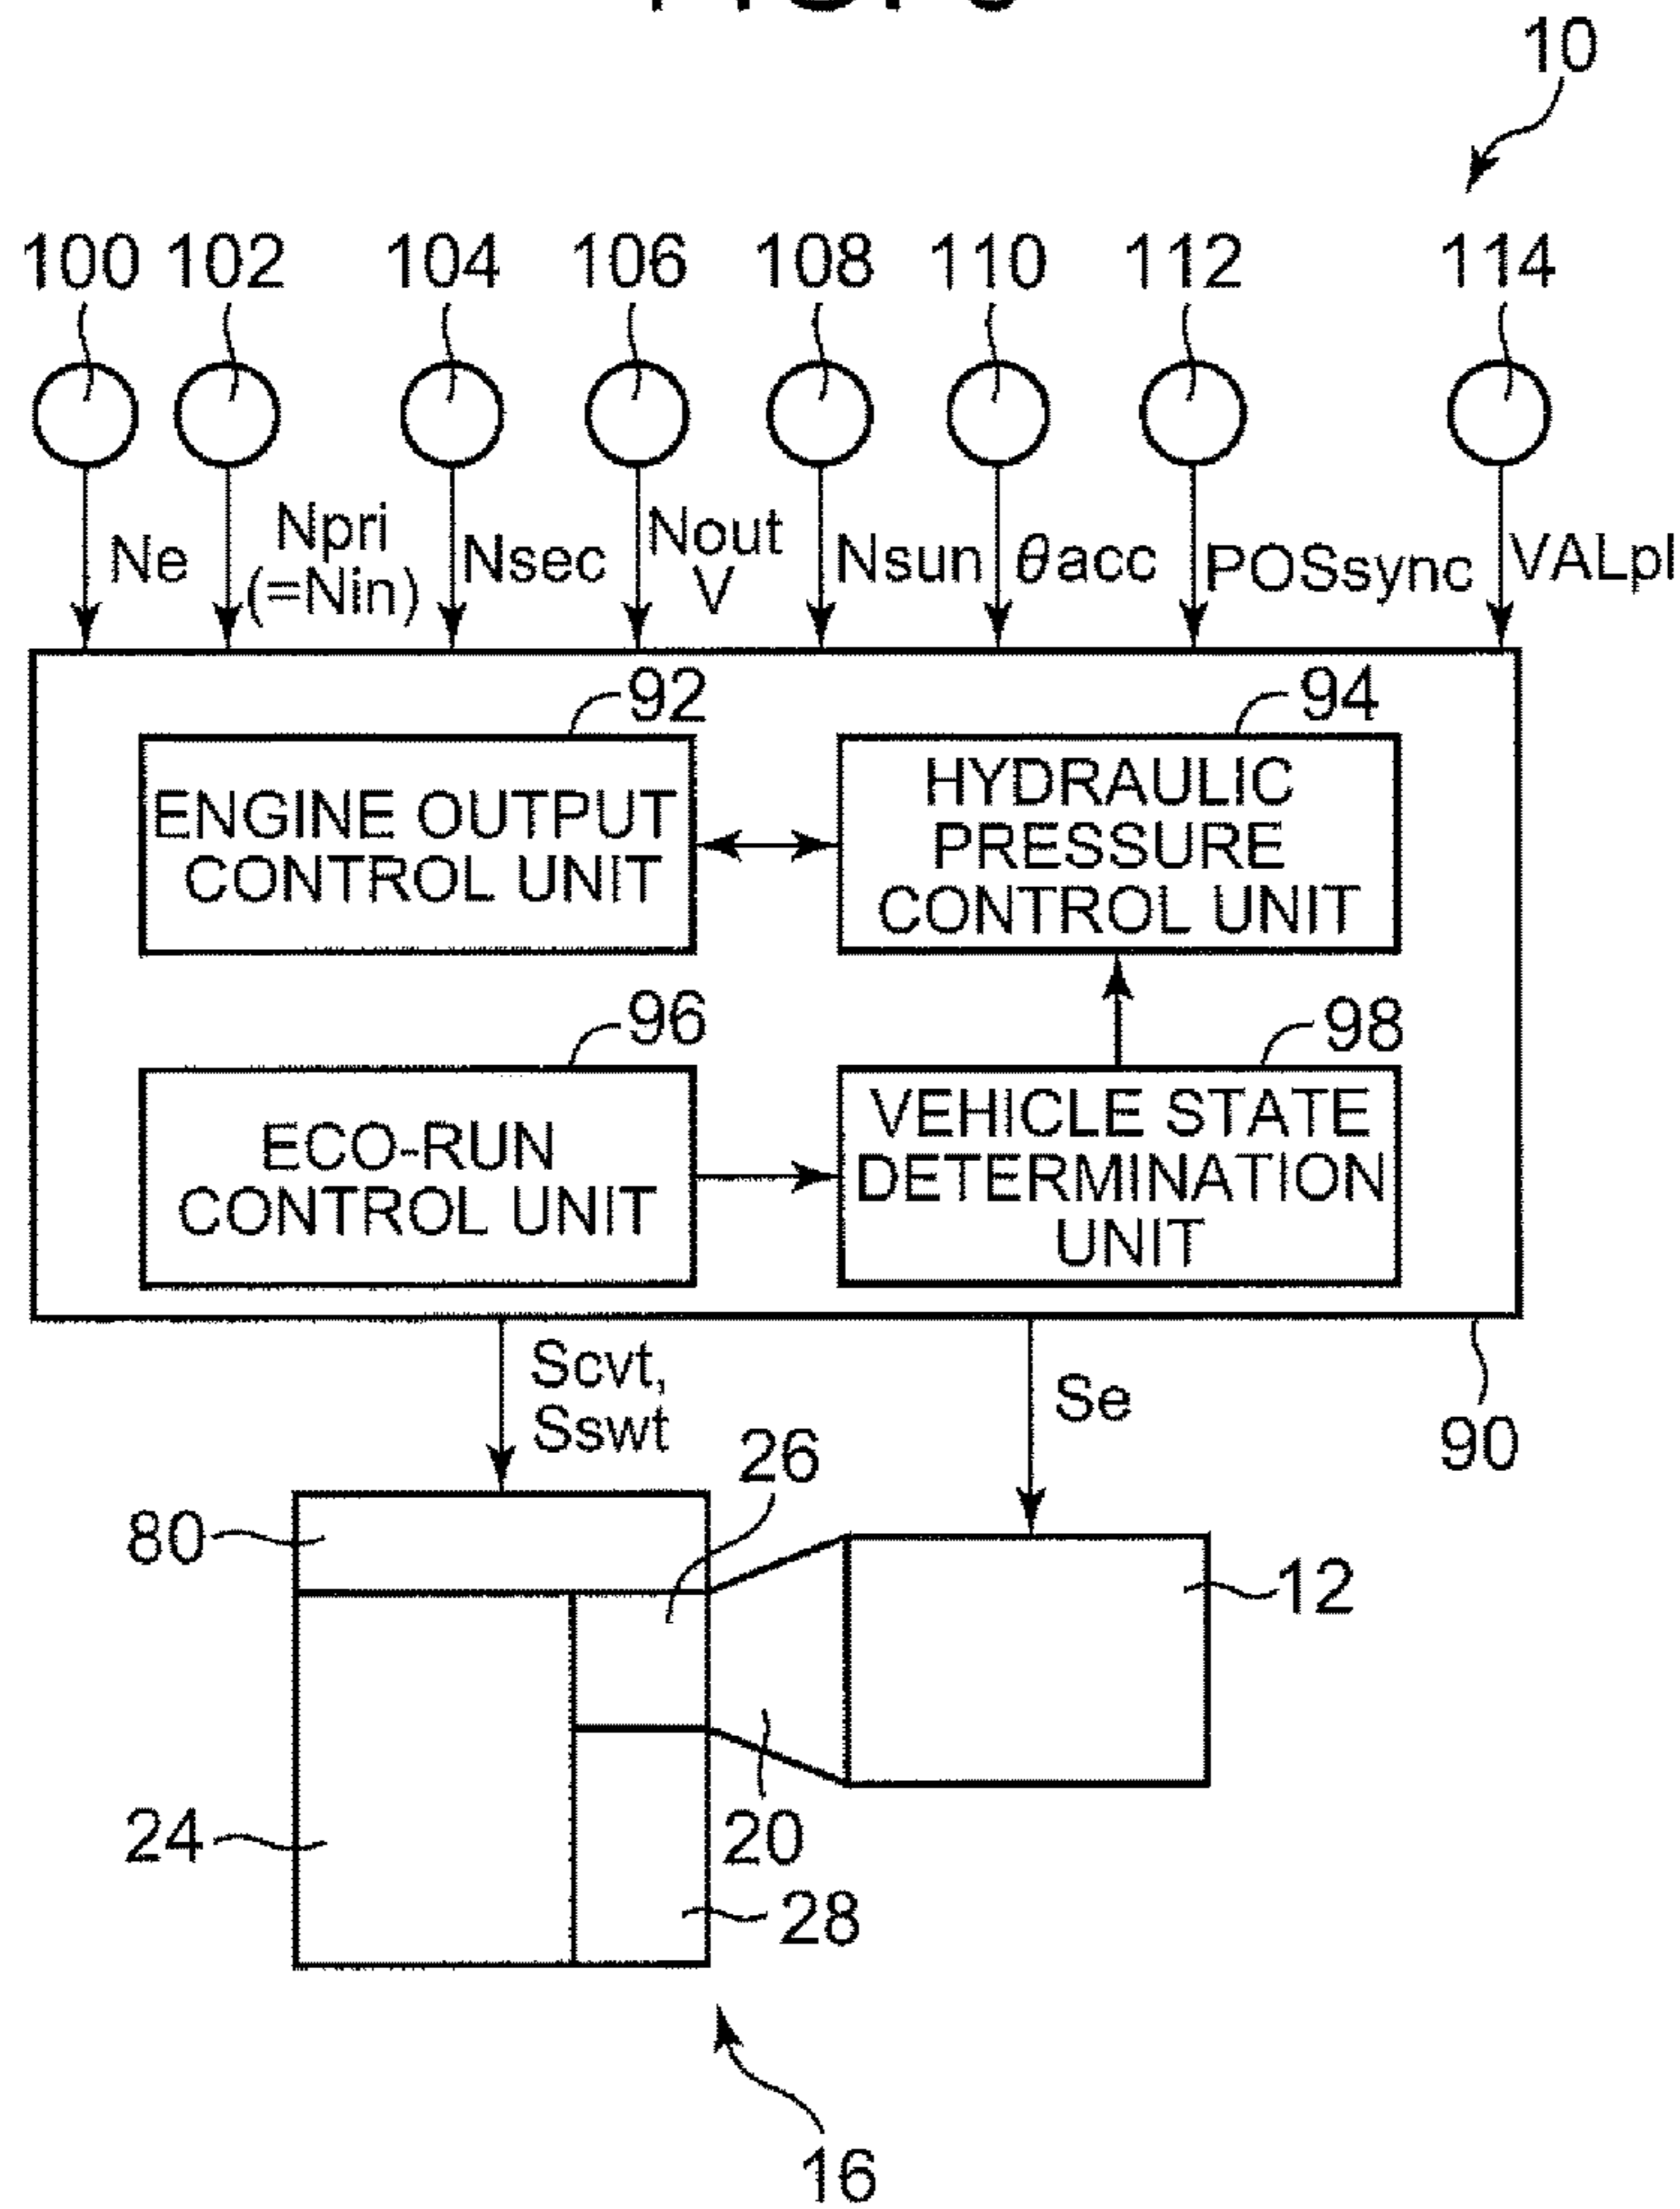 10
100 102 104 106 108 110 112 114
Ne
Npri
(=Nin)
Nsec
Nout
V
Nsun
θacc
POSsync
VALpl
92
94
ENGINE OUTPUT
CONTROL UNIT
HYDRAULIC
PRESSURE
CONTROL UNIT
96
98
ECO-RUN
CONTROL UNIT
VEHICLE STATE
DETERMINATION
UNIT
Scvt,
Sswt
Se
90
26
80
12
24
20
28
16